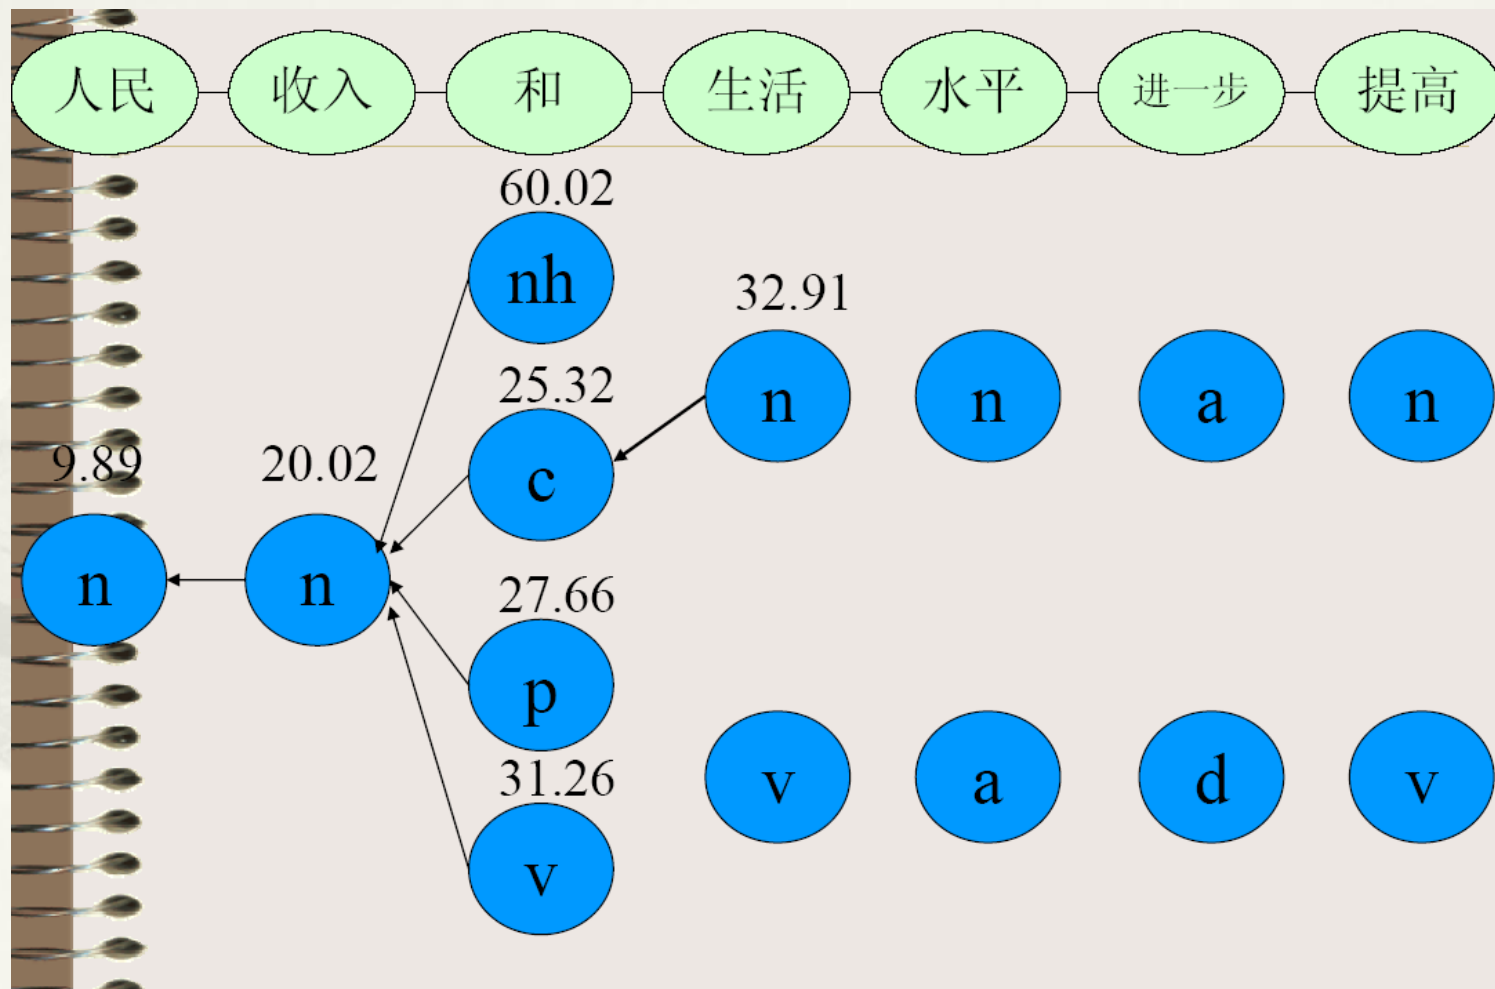 人民 收入 和 生活 水平 进一步 提高
60.02
nh
32.91
25.32
n n a n
9.89 20.02
c
n n
27.66
p
31.26
v a d v
v